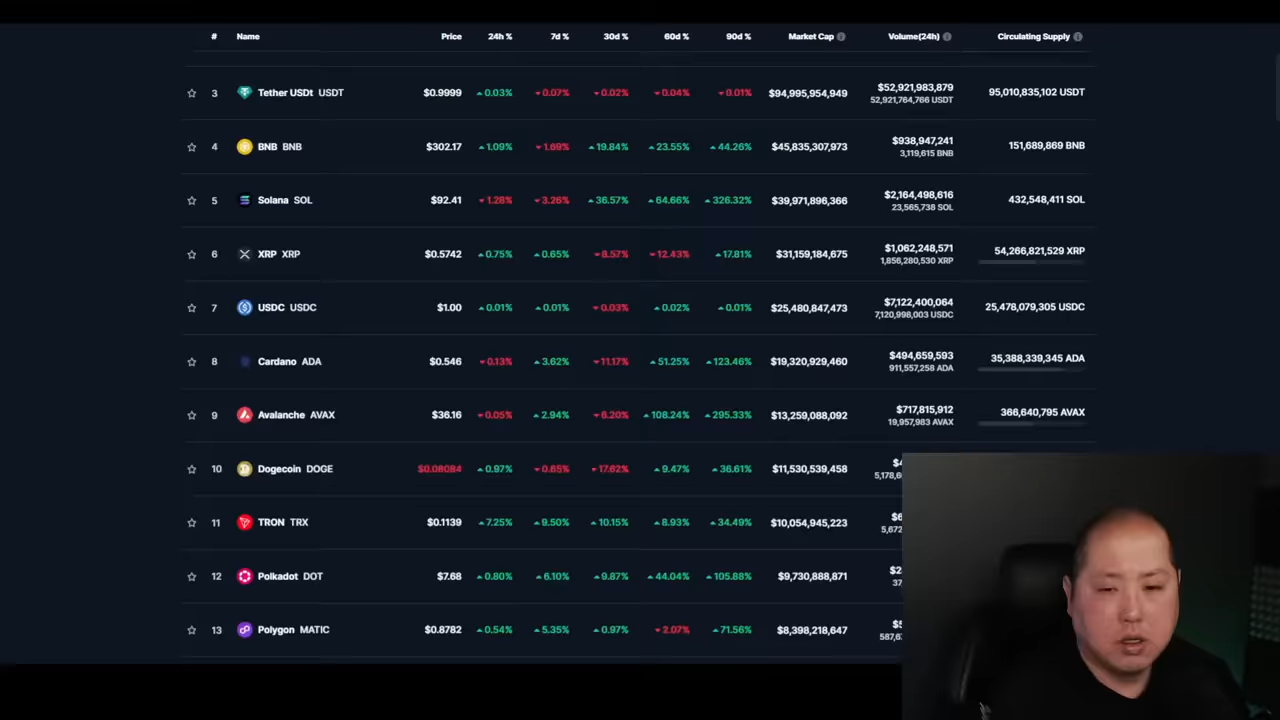 # Name Price 24h % 7d % 30d % 60d % 90d % Market Cap Volume(24h) Circulating Supply
3 Tether USDt USDT $0.9999 0.03% 0.07% 0.02% 0.04% 0.01% $94,995,954,949 $52,921,983,879 95,010,835,102 USDT
52,921,764,766 USDT
4 BNB BNB $302.17 1.09% 1.69% 19.84% 23.55% 44.26% $45,835,307,973 $938,947,241 151,689,869 BNB
3,119,615 BNB
5 Solana SOL $92.41 1.28% 3.26% 36.57% 64.66% 326.32% $39,971,896,366 $2,164,498,616 432,548,411 SOL
23,565,738 SOL
6 XRP XRP $0.5742 0.75% 0.65% 8.57% 12.43% 17.81% $31,159,184,675 $1,062,248,571 54,266,821,529 XRP
1,856,280,530 XRP
7 USDC USDC $1.00 0.01% 0.01% 0.03% 0.02% 0.01% $25,480,847,473 $7,122,400,064 25,478,079,305 USDC
7,120,998,003 USDC
8 Cardano ADA $0.546 0.13% 3.62% 11.17% 51.25% 123.46% $19,320,929,460 $494,659,593 35,388,339,345 ADA
911,557,258 ADA
9 Avalanche AVAX $36.16 0.05% 2.94% 6.20% 108.24% 295.33% $13,259,088,092 $717,815,912 366,640,795 AVAX
19,957,983 AVAX
10 Dogecoin DOGE $0.08084 0.97% 0.65% 17.62% 9.47% 36.61% $11,530,539,458
11 TRON TRX $0.1139 7.25% 9.50% 10.15% 8.93% 34.49% $10,054,945,223
12 Polkadot DOT $7.68 0.80% 6.10% 9.87% 44.04% 105.88% $9,730,888,871
13 Polygon MATIC $0.8782 0.54% 5.35% 0.97% 2.07% 71.56% $8,398,218,647